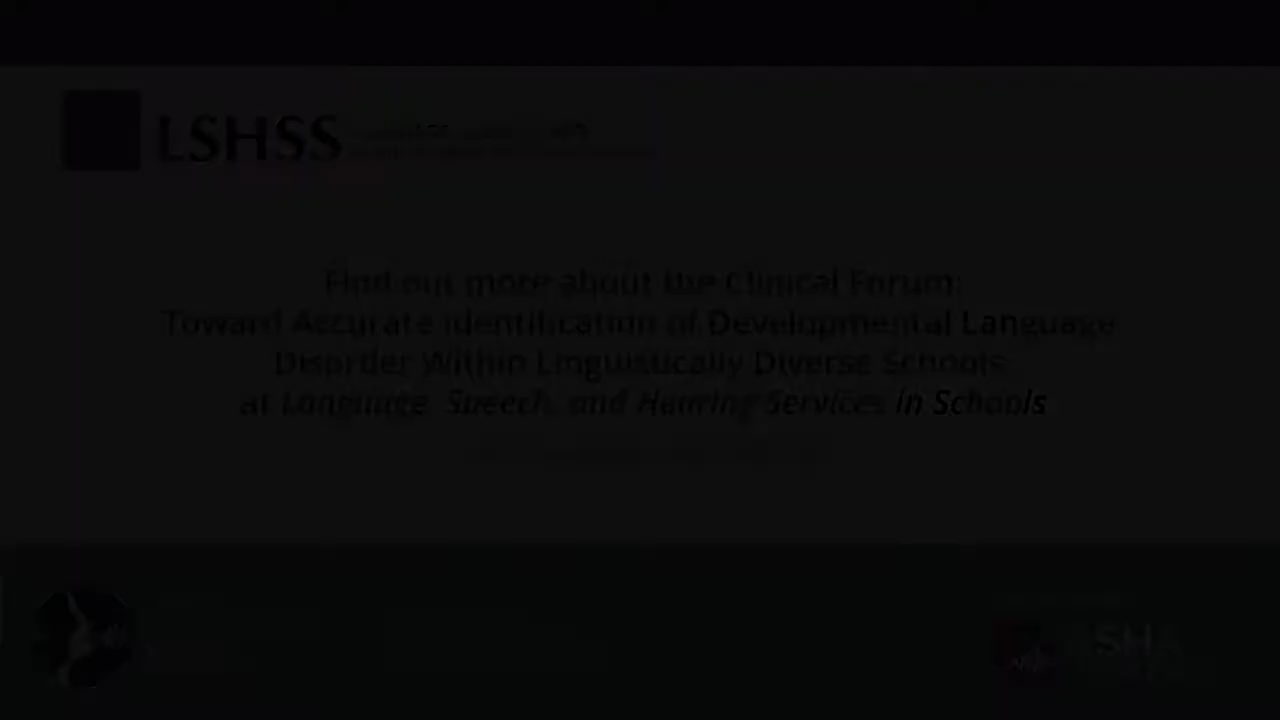 LSHSS
Find out more about the Clinical Forum:
Toward Accurate Identification of Developmental Language
Disorder Within Linguistically Diverse Schools
at Language, Speech, and Hearing Services in Schools
ASHA